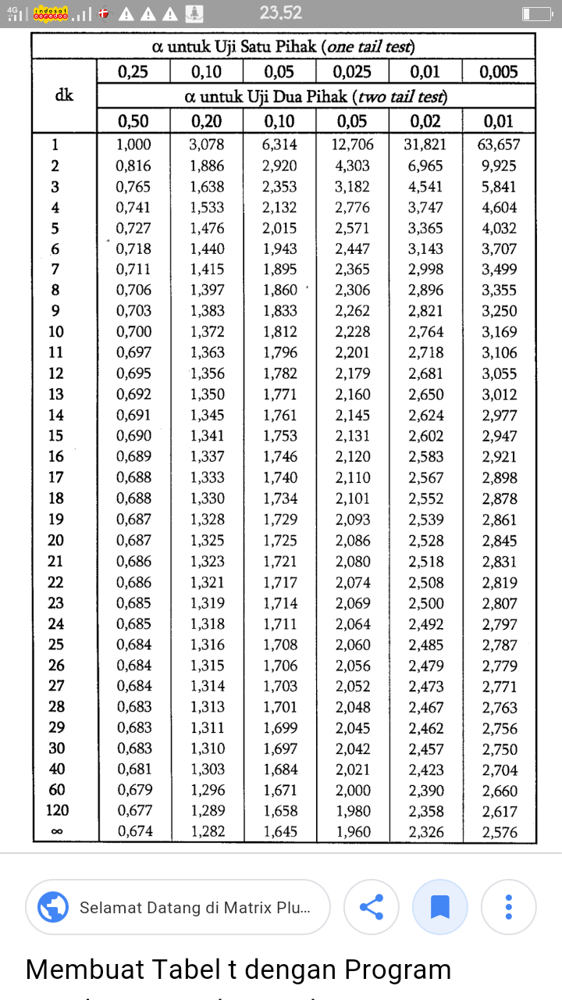 4G indosat ooredoo 23.52
α untuk Uji Satu Pihak (one tail test)
0,25 0,10 0,05 0,025 0,01 0,005
dk
α untuk Uji Dua Pihak (two tail test)
0,50 0,20 0,10 0,05 0,02 0,01
1 1,000 3,078 6,314 12,706 31,821 63,657
2 0,816 1,886 2,920 4,303 6,965 9,925
3 0,765 1,638 2,353 3,182 4,541 5,841
4 0,741 1,533 2,132 2,776 3,747 4,604
5 0,727 1,476 2,015 2,571 3,365 4,032
6 0,718 1,440 1,943 2,447 3,143 3,707
7 0,711 1,415 1,895 2,365 2,998 3,499
8 0,706 1,397 1,860 2,306 2,896 3,355
9 0,703 1,383 1,833 2,262 2,821 3,250
10 0,700 1,372 1,812 2,228 2,764 3,169
11 0,697 1,363 1,796 2,201 2,718 3,106
12 0,695 1,356 1,782 2,179 2,681 3,055
13 0,692 1,350 1,771 2,160 2,650 3,012
14 0,691 1,345 1,761 2,145 2,624 2,977
15 0,690 1,341 1,753 2,131 2,602 2,947
16 0,689 1,337 1,746 2,120 2,583 2,921
17 0,688 1,333 1,740 2,110 2,567 2,898
18 0,688 1,330 1,734 2,101 2,552 2,878
19 0,687 1,328 1,729 2,093 2,539 2,861
20 0,687 1,325 1,725 2,086 2,528 2,845
21 0,686 1,323 1,721 2,080 2,518 2,831
22 0,686 1,321 1,717 2,074 2,508 2,819
23 0,685 1,319 1,714 2,069 2,500 2,807
24 0,685 1,318 1,711 2,064 2,492 2,797
25 0,684 1,316 1,708 2,060 2,485 2,787
26 0,684 1,315 1,706 2,056 2,479 2,779
27 0,684 1,314 1,703 2,052 2,473 2,771
28 0,683 1,313 1,701 2,048 2,467 2,763
29 0,683 1,311 1,699 2,045 2,462 2,756
30 0,683 1,310 1,697 2,042 2,457 2,750
40 0,681 1,303 1,684 2,021 2,423 2,704
60 0,679 1,296 1,671 2,000 2,390 2,660
120 0,677 1,289 1,658 1,980 2,358 2,617
∞ 0,674 1,282 1,645 1,960 2,326 2,576
Selamat Datang di Matrix Plu...
Membuat Tabel t dengan Program